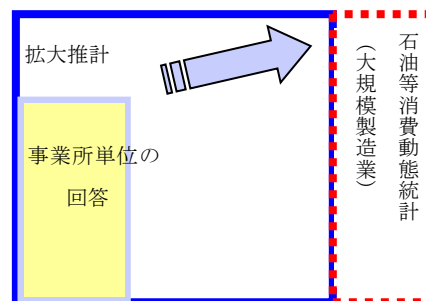 拡大推計
事業所単位の
回答
石油等消費動態統計
（大規模製造業）